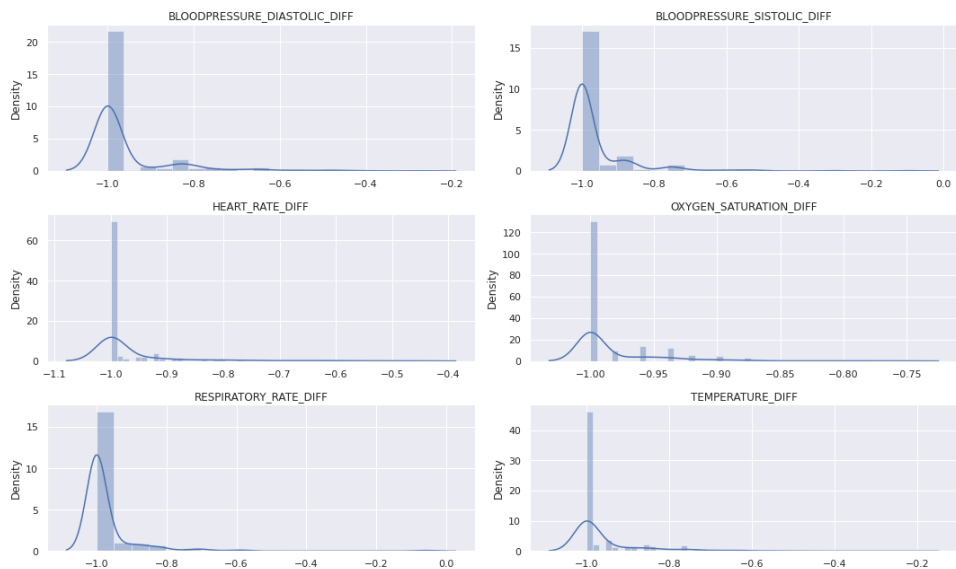 BLOODPRESSURE_DIASTOLIC_DIFF
Density
20
15
10
5
0
−1.0 −0.8 −0.6 −0.4 −0.2
BLOODPRESSURE_SISTOLIC_DIFF
Density
15
10
5
0
−1.0 −0.8 −0.6 −0.4 −0.2 0.0
HEART_RATE_DIFF
Density
60
40
20
0
−1.1 −1.0 −0.9 −0.8 −0.7 −0.6 −0.5 −0.4
OXYGEN_SATURATION_DIFF
Density
120
100
80
60
40
20
0
−1.00 −0.95 −0.90 −0.85 −0.80 −0.75
RESPIRATORY_RATE_DIFF
Density
15
10
5
0
−1.0 −0.8 −0.6 −0.4 −0.2 0.0
TEMPERATURE_DIFF
Density
40
30
20
10
0
−1.0 −0.8 −0.6 −0.4 −0.2